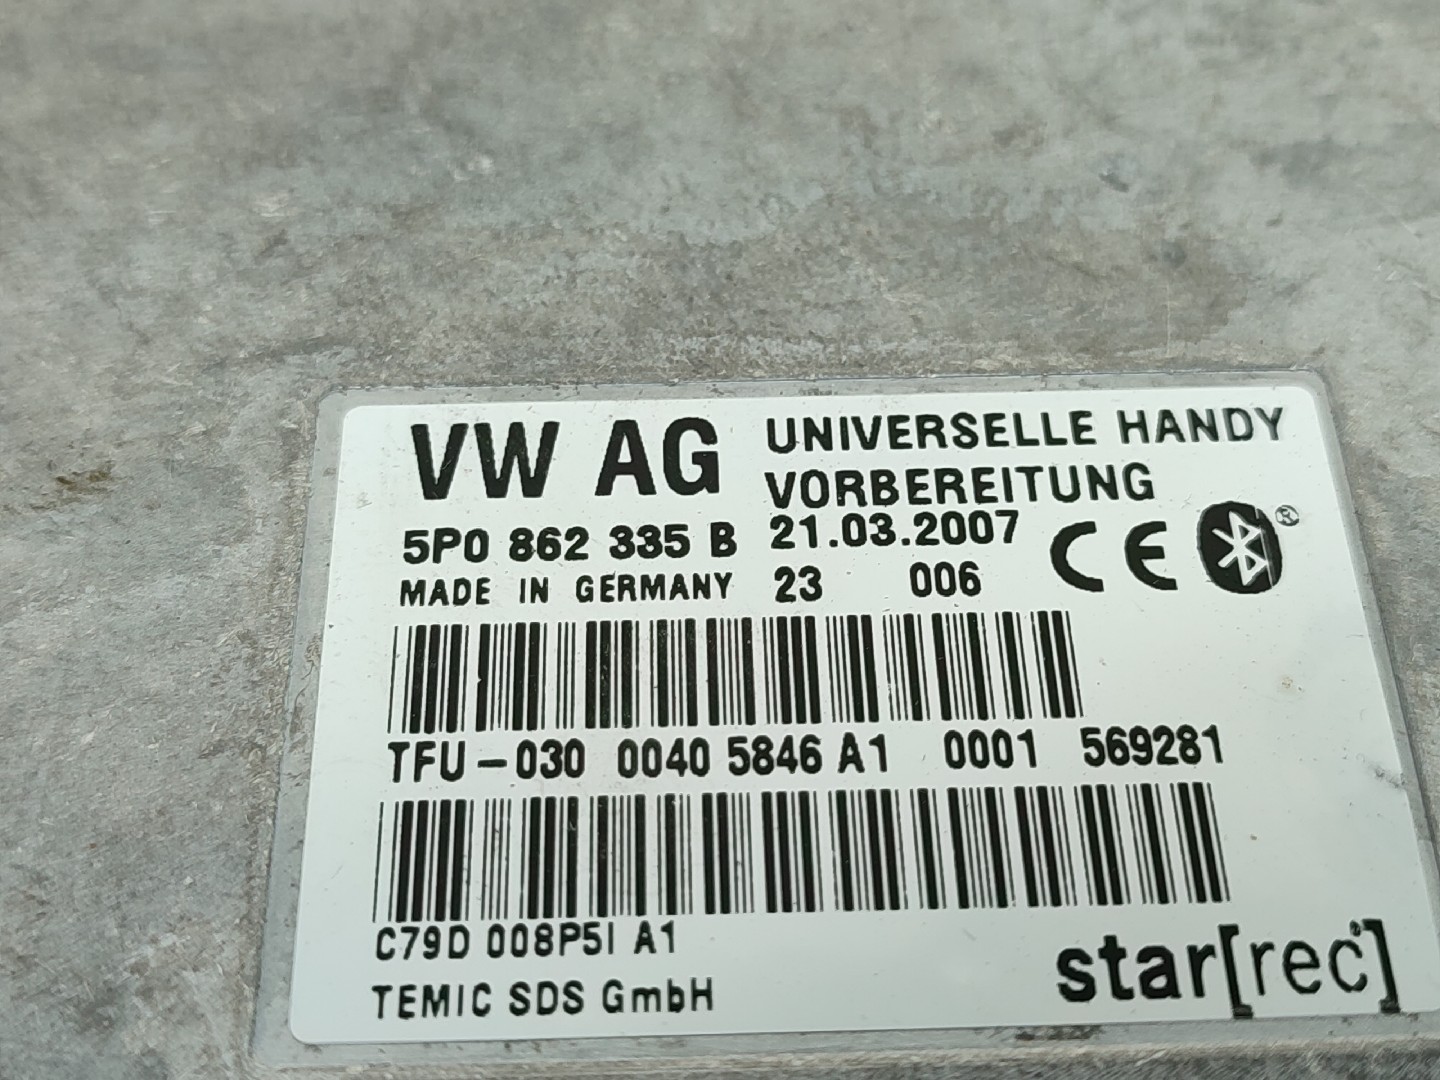 VW AG UNIVERSELLE HANDY
VORBEREITUNG
5P0 862 335 B 21.03.2007 CE ®
MADE IN GERMANY 23 006
TFU-030 0040 5846 A1 0001 569281
C79D 008P5I A1
TEMIC SDS GmbH
star[rec°]